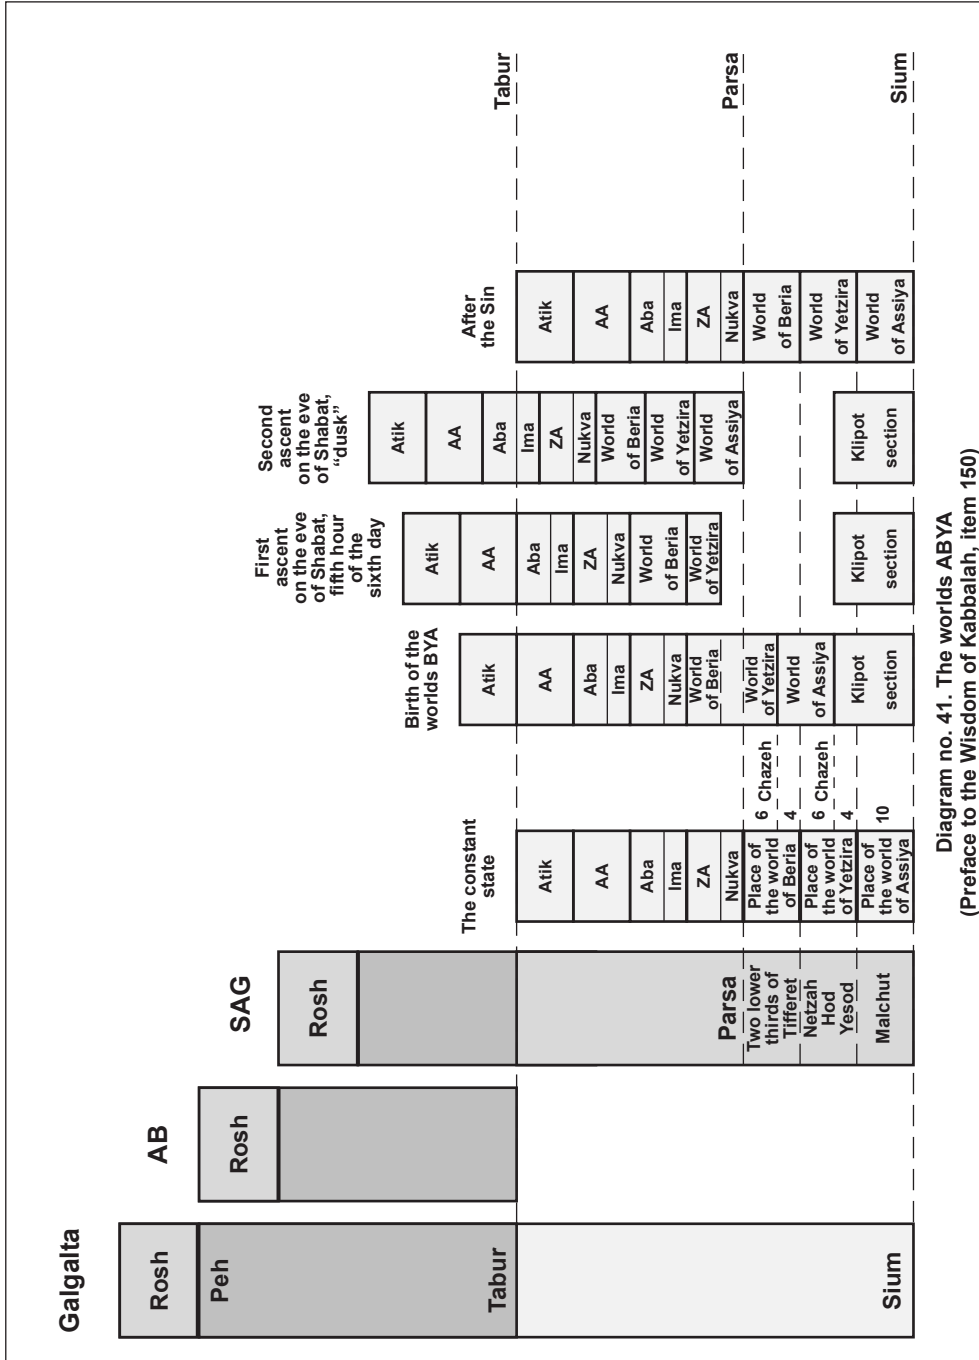 Galgalta
Rosh
Peh
Tabur
Sium
AB
Rosh
SAG
Rosh
Parsa
Two lower
thirds of
Tifferet
Netzah
Hod
Yesod
Malchut
The constant
state
Atik
AA
Aba
Ima
ZA
Nukva
Place of
the world
of Beria
Place of
the world
of Yetzira
Place of
the world
of Assiya
6 Chazeh
4
6 Chazeh
4
10
Birth of the
worlds BYA
Atik
AA
Aba
Ima
ZA
Nukva
World
of Beria
World
of Yetzira
World
of Assiya
Klipot
section
First
ascent
on the eve
of Shabat,
fifth hour
of the
sixth day
Atik
AA
Aba
Ima
ZA
Nukva
World
of Beria
World
of Yetzira
Klipot
section
Second
ascent
on the eve
of Shabat,
“dusk”
Atik
AA
Aba
Ima
ZA
Nukva
World
of Beria
World
of Yetzira
World
of Assiya
Klipot
section
After
the Sin
Atik
AA
Aba
Ima
ZA
Nukva
World
of Beria
World
of Yetzira
World
of Assiya
Tabur
Parsa
Sium
Diagram no. 41. The worlds ABYA
(Preface to the Wisdom of Kabbalah, item 150)